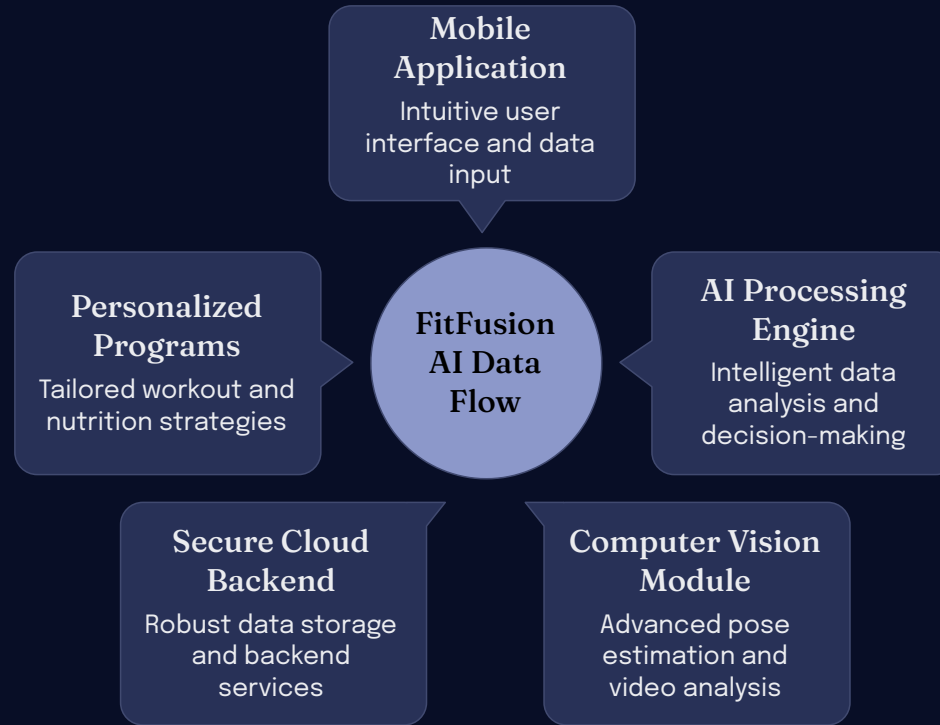 Mobile
Application
Intuitive user
interface and data
input
Personalized
Programs
Tailored workout and
nutrition strategies
FitFusion
AI Data
Flow
AI Processing
Engine
Intelligent data
analysis and
decision-making
Secure Cloud
Backend
Robust data storage
and backend
services
Computer Vision
Module
Advanced pose
estimation and
video analysis